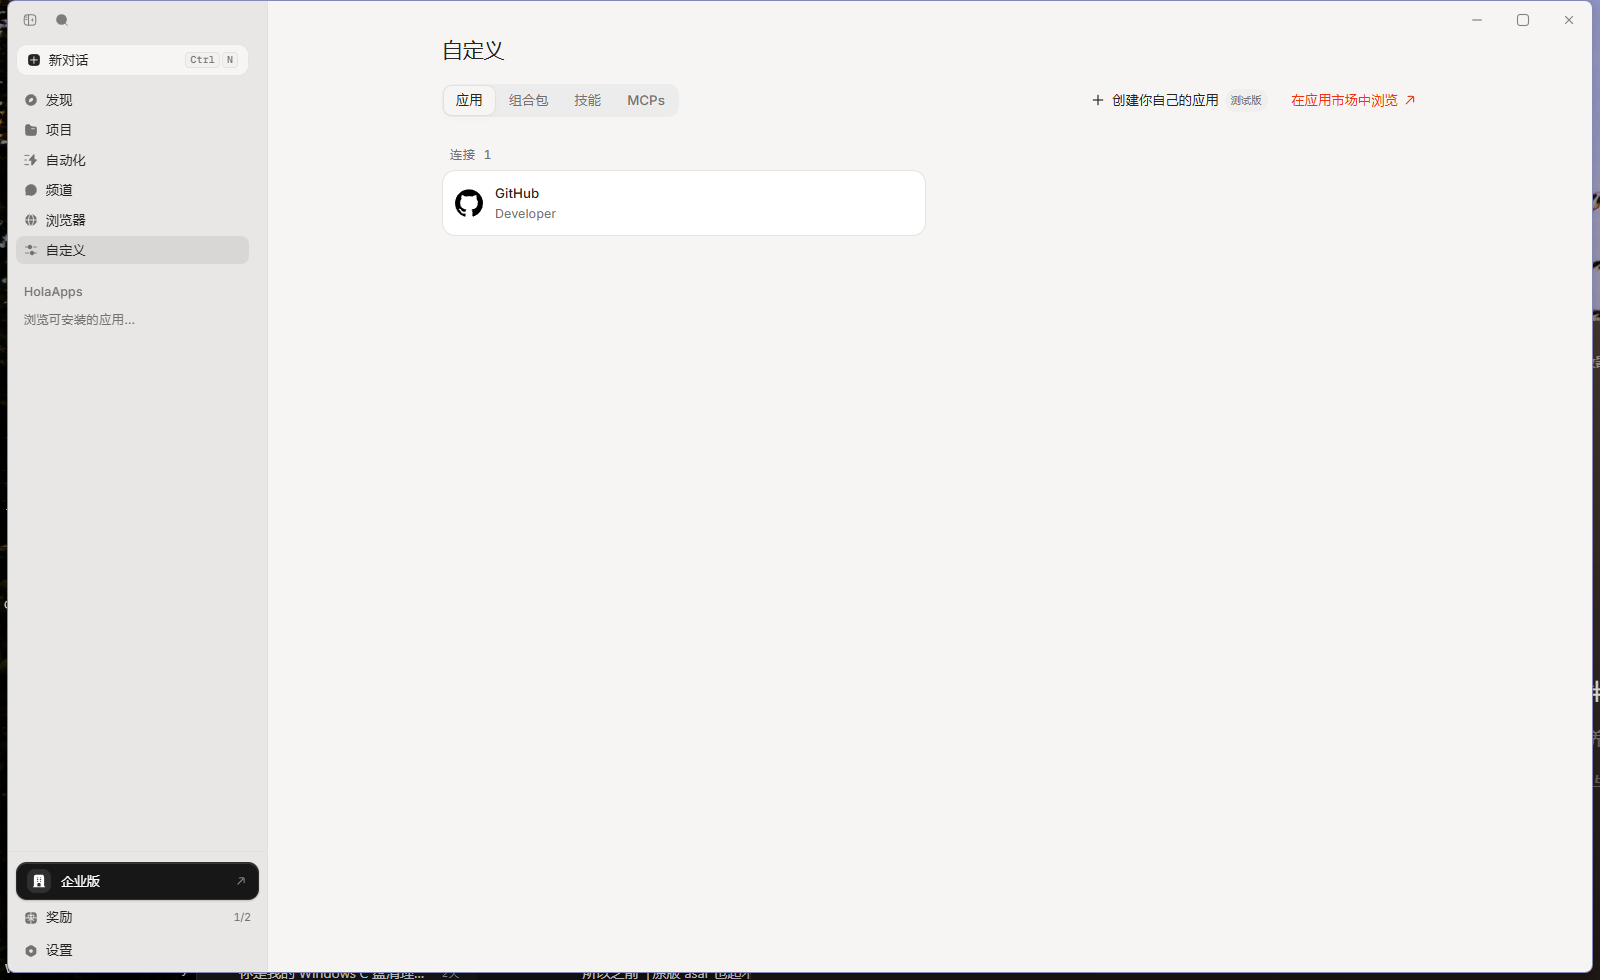 新对话 Ctrl N
发现
项目
自动化
频道
浏览器
自定义
HolaApps
浏览可安装的应用...
企业版
奖励 1/2
设置
自定义
应用 组合包 技能 MCPs
创建你自己的应用 测试版 在应用市场中浏览
连接 1
GitHub
Developer